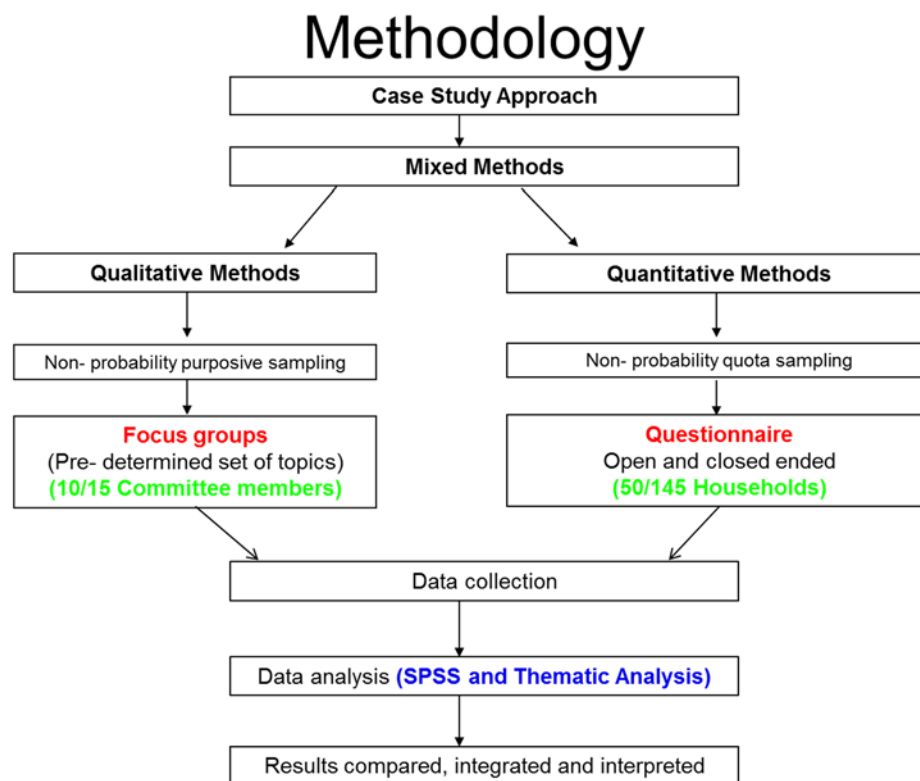 Methodology
Case Study Approach
Mixed Methods
Qualitative Methods
Non- probability purposive sampling
Focus groups
(Pre- determined set of topics)
(10/15 Committee members)
Quantitative Methods
Non- probability quota sampling
Questionnaire
Open and closed ended
(50/145 Households)
Data collection
Data analysis (SPSS and Thematic Analysis)
Results compared, integrated and interpreted